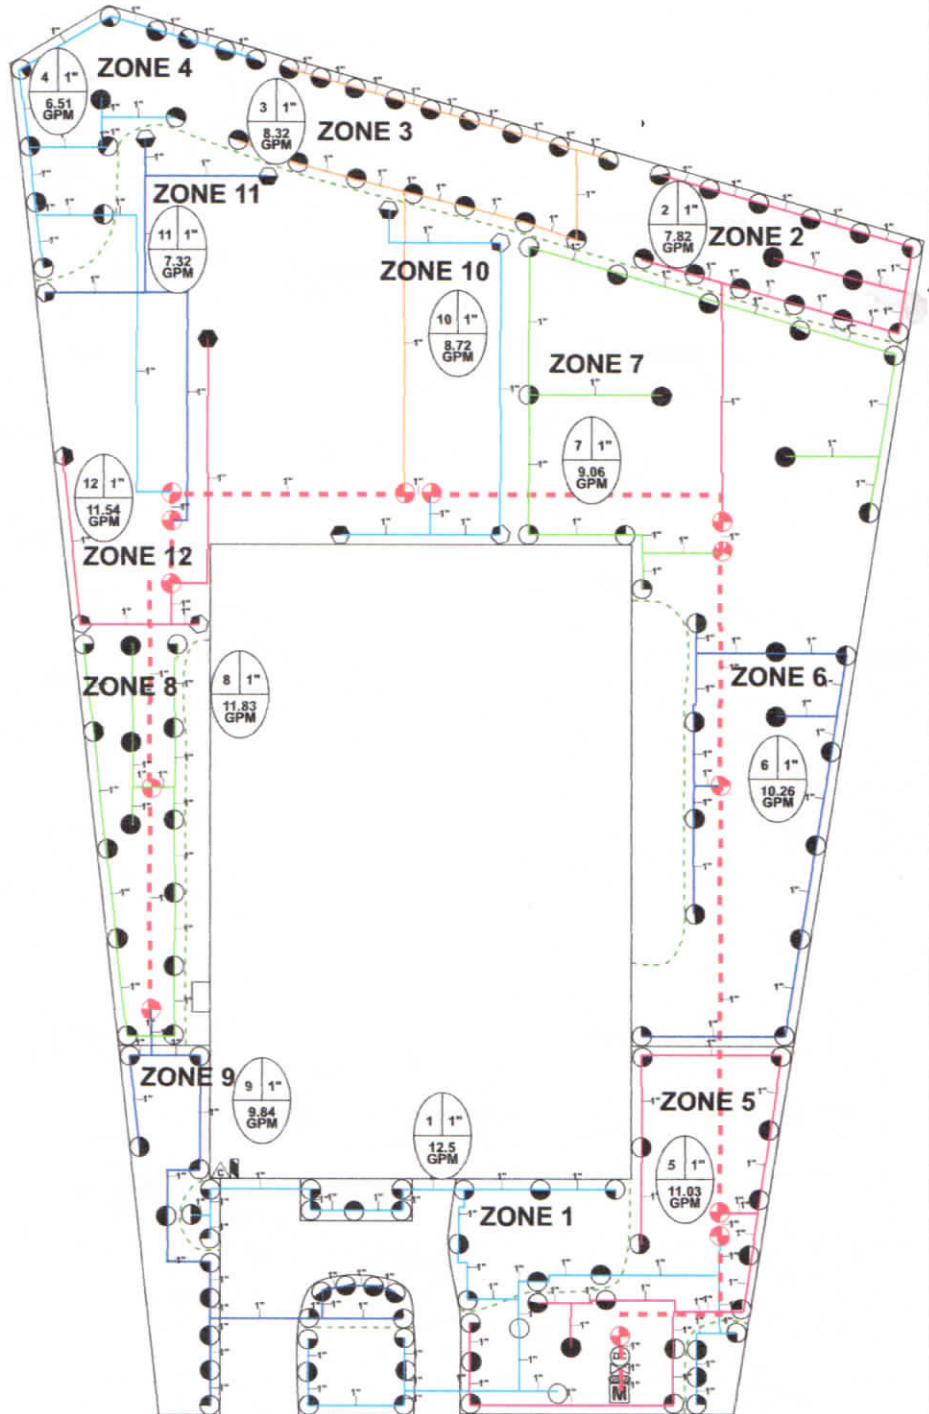 ZONE 4
4 1"
6.51
GPM
3 1"
8.32
GPM
ZONE 3
ZONE 11
11 1"
7.32
GPM
2 1"
7.82
GPM
ZONE 2
ZONE 10
10 1"
8.72
GPM
ZONE 7
7 1"
9.06
GPM
12 1"
11.54
GPM
ZONE 12
ZONE 8
8 1"
11.83
GPM
ZONE 6
6 1"
10.26
GPM
ZONE 9
9 1"
9.84
GPM
1 1"
12.5
GPM
ZONE 5
5 1"
11.03
GPM
C
ZONE 1
M